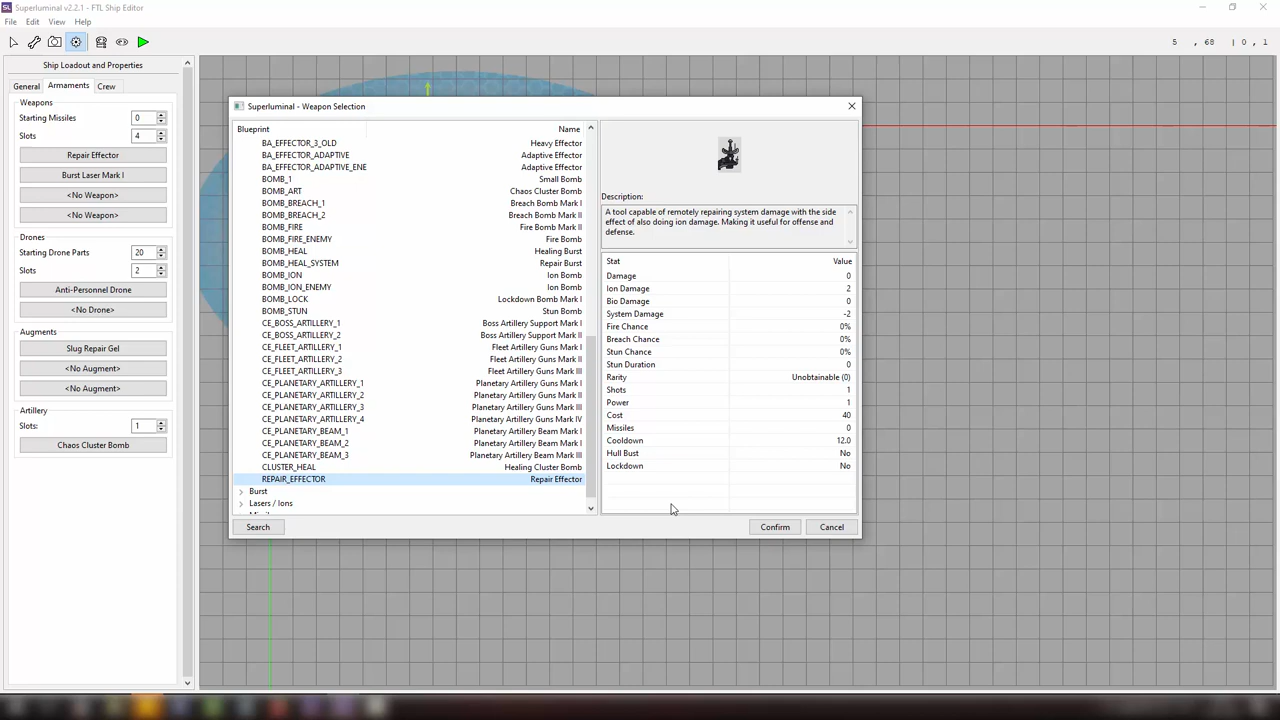 Superluminal v2.2.1 - FTL Ship Editor
File Edit View Help
5 , 68 | 0 , 1
Ship Loadout and Properties
General Armaments Crew
Weapons
Starting Missiles 0
Slots 4
Repair Effector
Burst Laser Mark I
<No Weapon>
<No Weapon>
Drones
Starting Drone Parts 20
Slots 2
Anti-Personnel Drone
<No Drone>
Augments
Slug Repair Gel
<No Augment>
<No Augment>
Artillery
Slots: 1
Chaos Cluster Bomb
Superluminal - Weapon Selection
Blueprint Name
BA_EFFECTOR_3_OLD Heavy Effector
BA_EFFECTOR_ADAPTIVE Adaptive Effector
BA_EFFECTOR_ADAPTIVE_ENE Adaptive Effector
BOMB_1 Small Bomb
BOMB_ART Chaos Cluster Bomb
BOMB_BREACH_1 Breach Bomb Mark I
BOMB_BREACH_2 Breach Bomb Mark II
BOMB_FIRE Fire Bomb Mark II
BOMB_FIRE_ENEMY Fire Bomb
BOMB_HEAL Healing Burst
BOMB_HEAL_SYSTEM Repair Burst
BOMB_ION Ion Bomb
BOMB_ION_ENEMY Ion Bomb
BOMB_LOCK Lockdown Bomb Mark I
BOMB_STUN Stun Bomb
CE_BOSS_ARTILLERY_1 Boss Artillery Support Mark I
CE_BOSS_ARTILLERY_2 Boss Artillery Support Mark II
CE_FLEET_ARTILLERY_1 Fleet Artillery Guns Mark I
CE_FLEET_ARTILLERY_2 Fleet Artillery Guns Mark II
CE_FLEET_ARTILLERY_3 Fleet Artillery Guns Mark III
CE_PLANETARY_ARTILLERY_1 Planetary Artillery Guns Mark I
CE_PLANETARY_ARTILLERY_2 Planetary Artillery Guns Mark II
CE_PLANETARY_ARTILLERY_3 Planetary Artillery Guns Mark III
CE_PLANETARY_ARTILLERY_4 Planetary Artillery Guns Mark IV
CE_PLANETARY_BEAM_1 Planetary Artillery Beam Mark I
CE_PLANETARY_BEAM_2 Planetary Artillery Beam Mark II
CE_PLANETARY_BEAM_3 Planetary Artillery Beam Mark III
CLUSTER_HEAL Healing Cluster Bomb
REPAIR_EFFECTOR Repair Effector
Burst
Lasers / Ions
Search
Description:
A tool capable of remotely repairing system damage with the side
effect of also doing ion damage. Making it useful for offense and
defense.
Stat Value
Damage 0
Ion Damage 2
Bio Damage 0
System Damage -2
Fire Chance 0%
Breach Chance 0%
Stun Chance 0%
Stun Duration 0
Rarity Unobtainable (0)
Shots 1
Power 1
Cost 40
Missiles 0
Cooldown 12.0
Hull Bust No
Lockdown No
Confirm Cancel